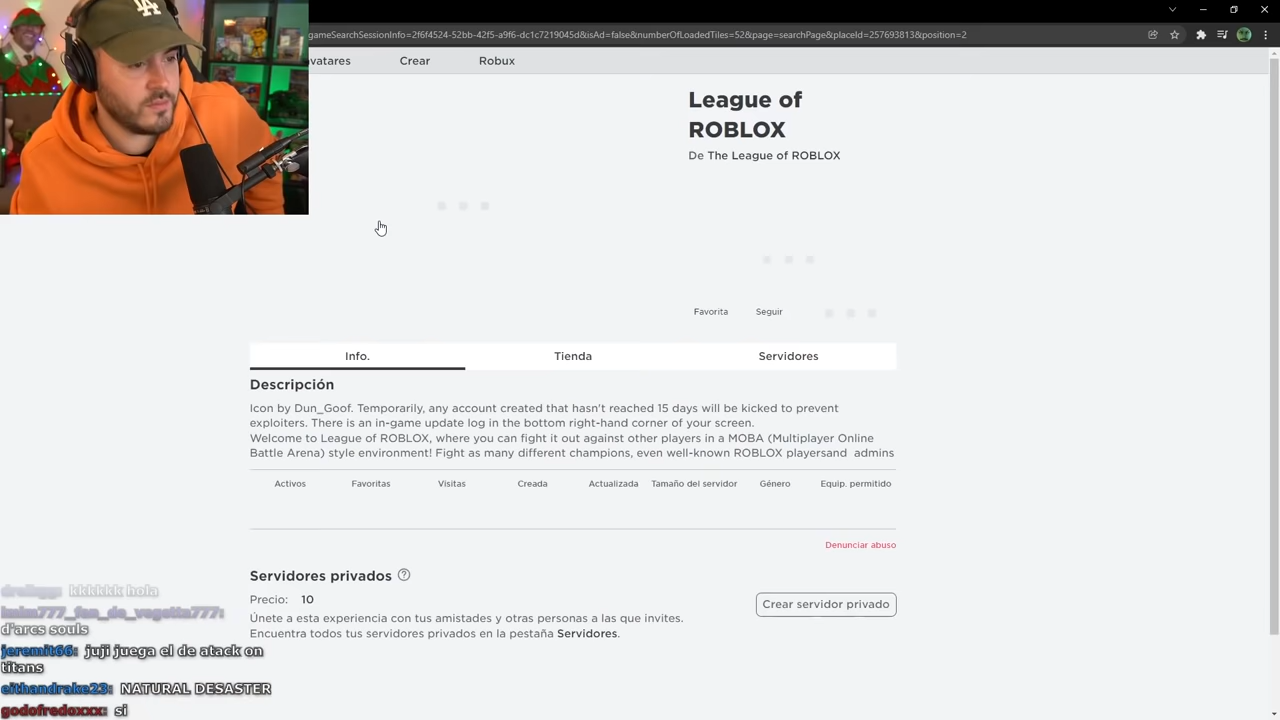 gameSearchSessionInfo=2f6f4524-52bb-42f5-a9f6-dc1c7219045d&isAd=false&numberOfLoadedTiles=52&page=searchPage&placeId=257693813&position=2
Crear
Robux
League of
ROBLOX
De The League of ROBLOX
Favorita
Seguir
Info.
Tienda
Servidores
Descripción
Icon by Dun_Goof. Temporarily, any account created that hasn't reached 15 days will be kicked to prevent
exploiters. There is an in-game update log in the bottom right-hand corner of your screen.
Welcome to League of ROBLOX, where you can fight it out against other players in a MOBA (Multiplayer Online
Battle Arena) style environment! Fight as many different champions, even well-known ROBLOX playersand admins
Activos
Favoritas
Visitas
Creada
Actualizada
Tamaño del servidor
Género
Equip. permitido
Denunciar abuso
Servidores privados
Precio: 10
Crear servidor privado
Únete a esta experiencia con tus amistades y otras personas a las que invites.
Encuentra todos tus servidores privados en la pestaña Servidores.
kkkkkk hola
d'arcs souls
jeremit66: juji juega el de atack on
titans
eithandrake23: NATURAL DESASTER
godofredoxxx: si